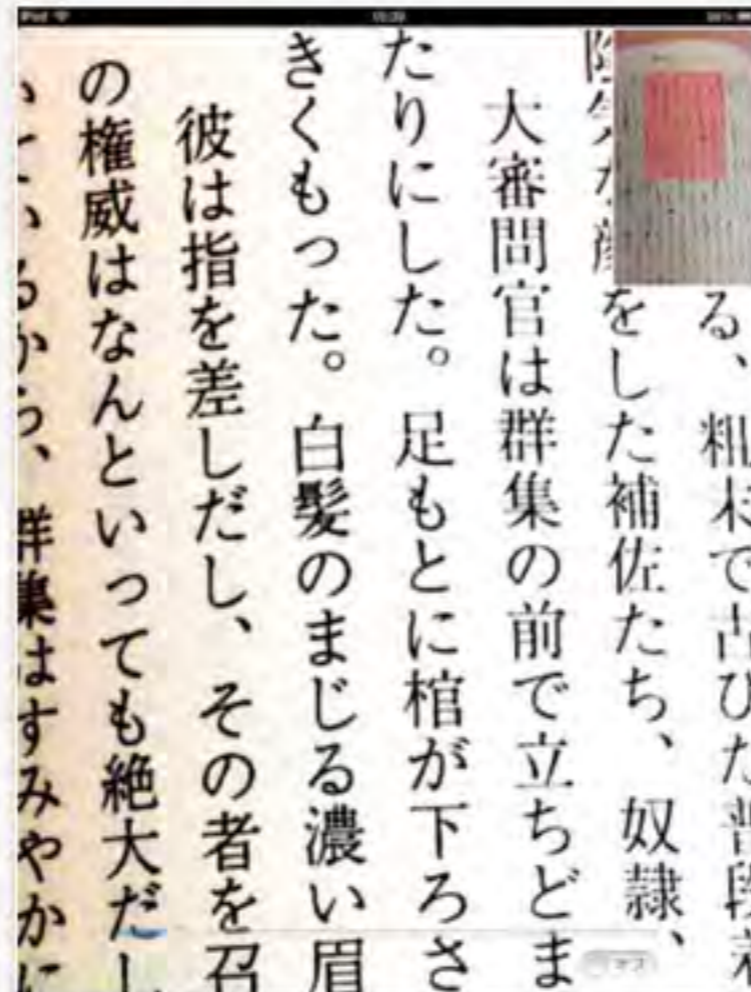 る、粗末で古びた普段着
をした補佐たち、奴隷、
大審問官は群集の前で立ちどま
たりにした。足もとに棺が下ろさ
きくもった。白髪のまじる濃い眉
彼は指を差しだし、その者を召
の権威はなんといっても絶大だし
いるから、群集はすみやかに